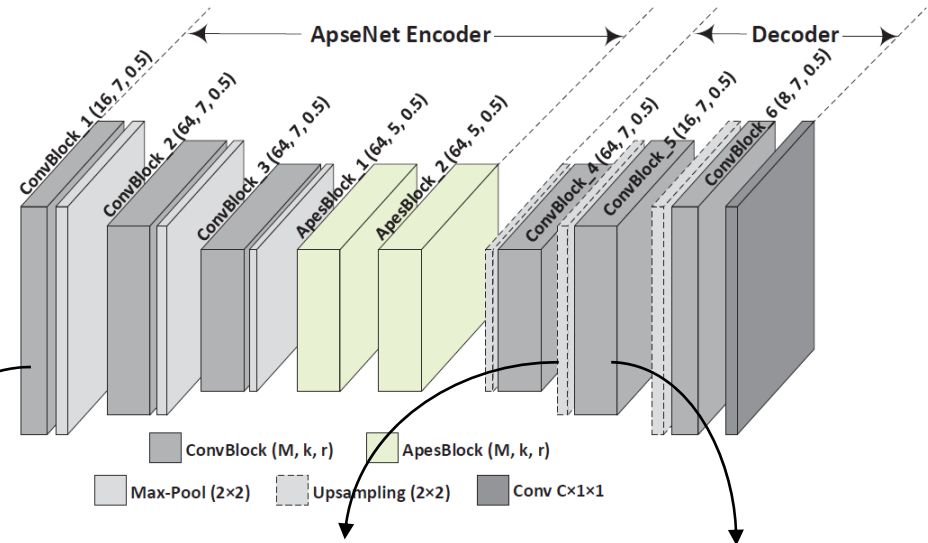 ApseNet Encoder
Decoder
ConvBlock_1 (16, 7, 0.5)
ConvBlock_2 (64, 7, 0.5)
ConvBlock_3 (64, 7, 0.5)
ApesBlock_1 (64, 5, 0.5)
ApesBlock_2 (64, 5, 0.5)
ConvBlock_4 (64, 7, 0.5)
ConvBlock_5 (16, 7, 0.5)
ConvBlock_6 (8, 7, 0.5)
ConvBlock (M, k, r)
ApesBlock (M, k, r)
Max-Pool (2×2)
Upsampling (2×2)
Conv C×1×1